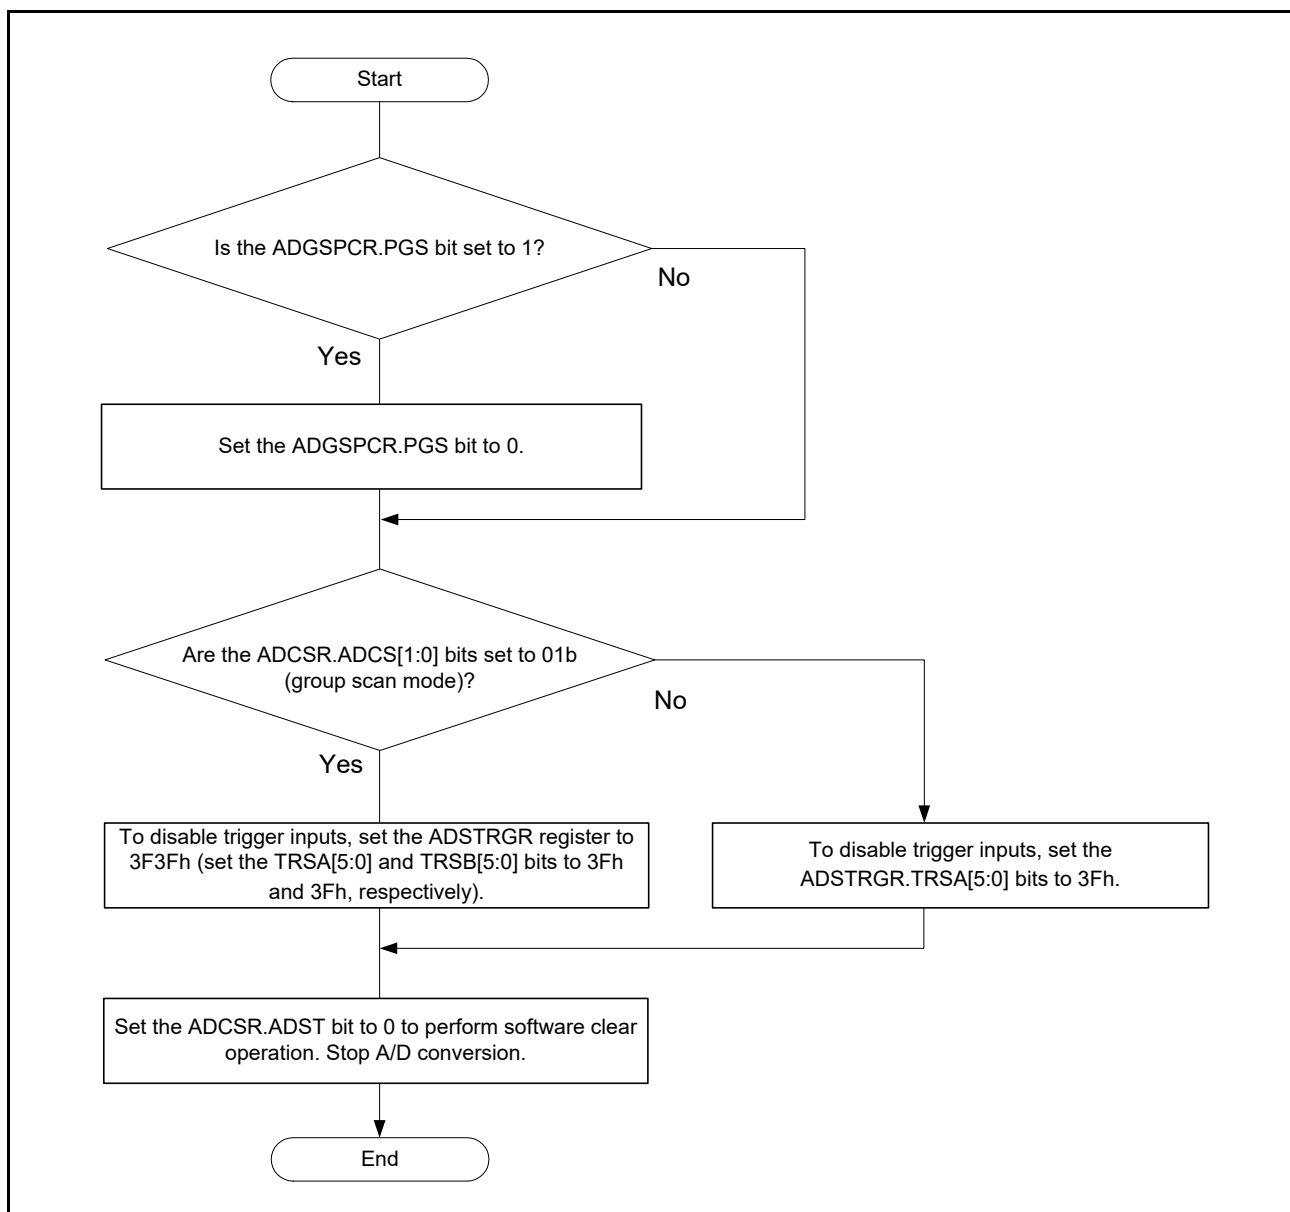 Start
Is the ADGSPCR.PGS bit set to 1?
No
Yes
Set the ADGSPCR.PGS bit to 0.
Are the ADCSR.ADCS[1:0] bits set to 01b
(group scan mode)?
No
Yes
To disable trigger inputs, set the ADSTRGR register to
3F3Fh (set the TRSA[5:0] and TRSB[5:0] bits to 3Fh
and 3Fh, respectively).
To disable trigger inputs, set the
ADSTRGR.TRSA[5:0] bits to 3Fh.
Set the ADCSR.ADST bit to 0 to perform software clear
operation. Stop A/D conversion.
End